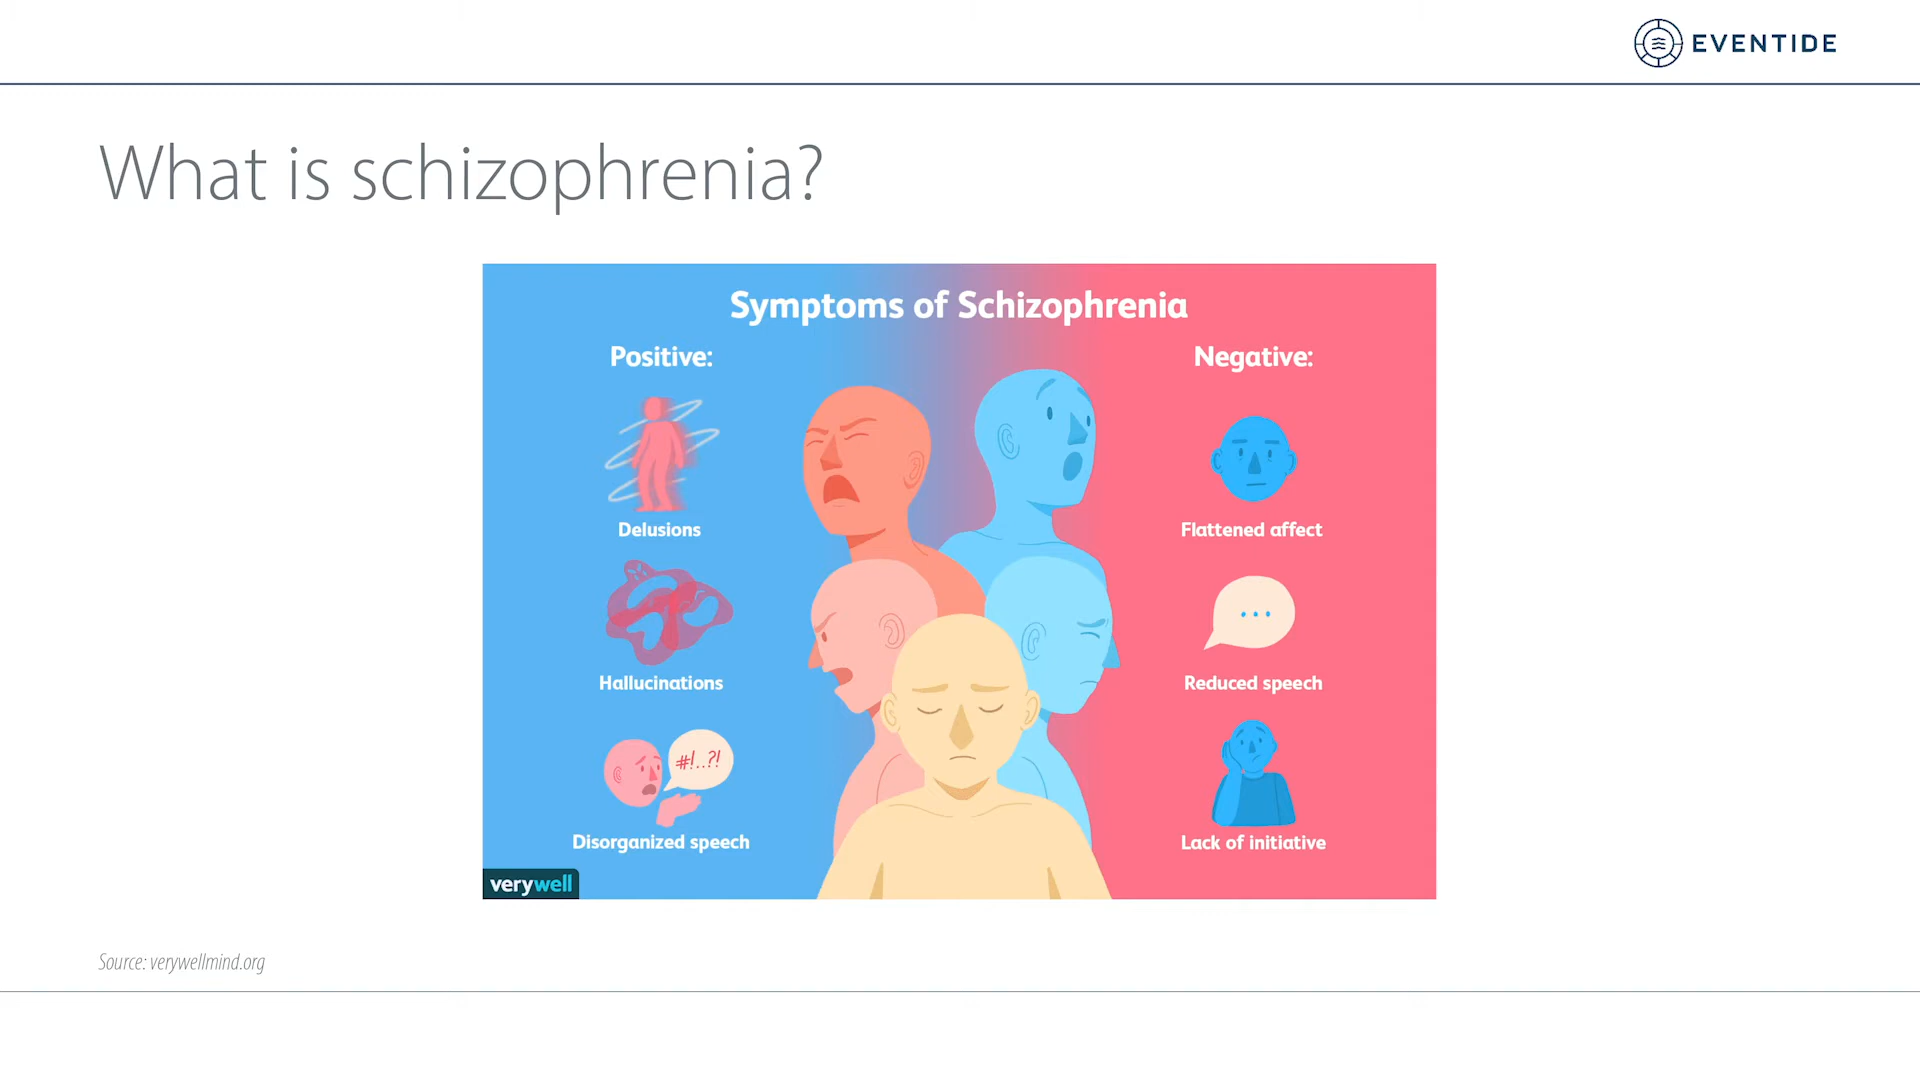 EVENTIDE
What is schizophrenia?
Symptoms of Schizophrenia
Positive:
Delusions
Hallucinations
#!..?!
Disorganized speech
Negative:
Flattened affect
...
Reduced speech
Lack of initiative
verywell
Source: verywellmind.org